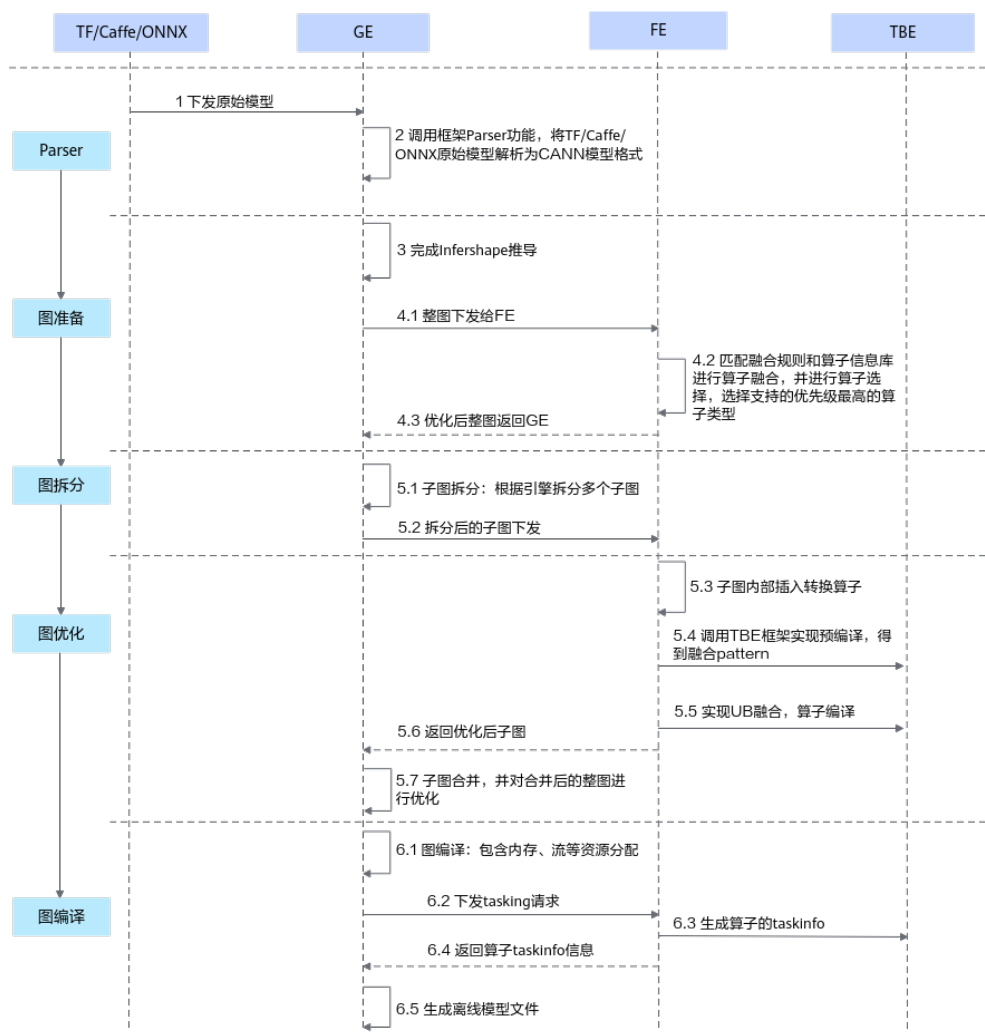 TF/Caffe/ONNX
GE
FE
TBE
1 下发原始模型
Parser
2 调用框架Parser功能，将TF/Caffe/
ONNX原始模型解析为CANN模型格式
3 完成Infershape推导
图准备
4.1 整图下发给FE
4.2 匹配融合规则和算子信息库
进行算子融合，并进行算子选
择，选择支持的优先级最高的算
子类型
4.3 优化后整图返回GE
图拆分
5.1 子图拆分：根据引擎拆分多个子图
5.2 拆分后的子图下发
5.3 子图内部插入转换算子
图优化
5.4 调用TBE框架实现预编译，得
到融合pattern
5.5 实现UB融合，算子编译
5.6 返回优化后子图
5.7 子图合并，并对合并后的整图进
行优化
6.1 图编译：包含内存、流等资源分配
图编译
6.2 下发tasking请求
6.3 生成算子的taskinfo
6.4 返回算子taskinfo信息
6.5 生成离线模型文件